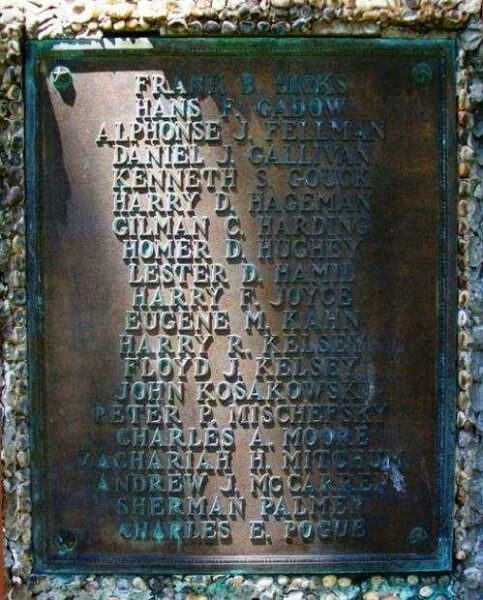 FRANK B. HICKS
HANS F. GADOW
ALPHONSE J. FELLMAN
DANIEL J. GALLIVAN
KENNETH S. GOUCK
HARRY D. HAGEMAN
GILMAN C. HARDING
HOMER D. HUGHEY
LESTER D. HAMIL
HARRY F. JOYCE
EUGENE M. KAHN
HARRY R. KELSEY
FLOYD J. KELSEY
JOHN KOSAKOWSKI
PETER P. MISCHEFSKY
CHARLES A. MOORE
ZACHARIAH H. MITCHUM
ANDREW J. MCCARREY
SHERMAN PALMER
CHARLES E. POGUE